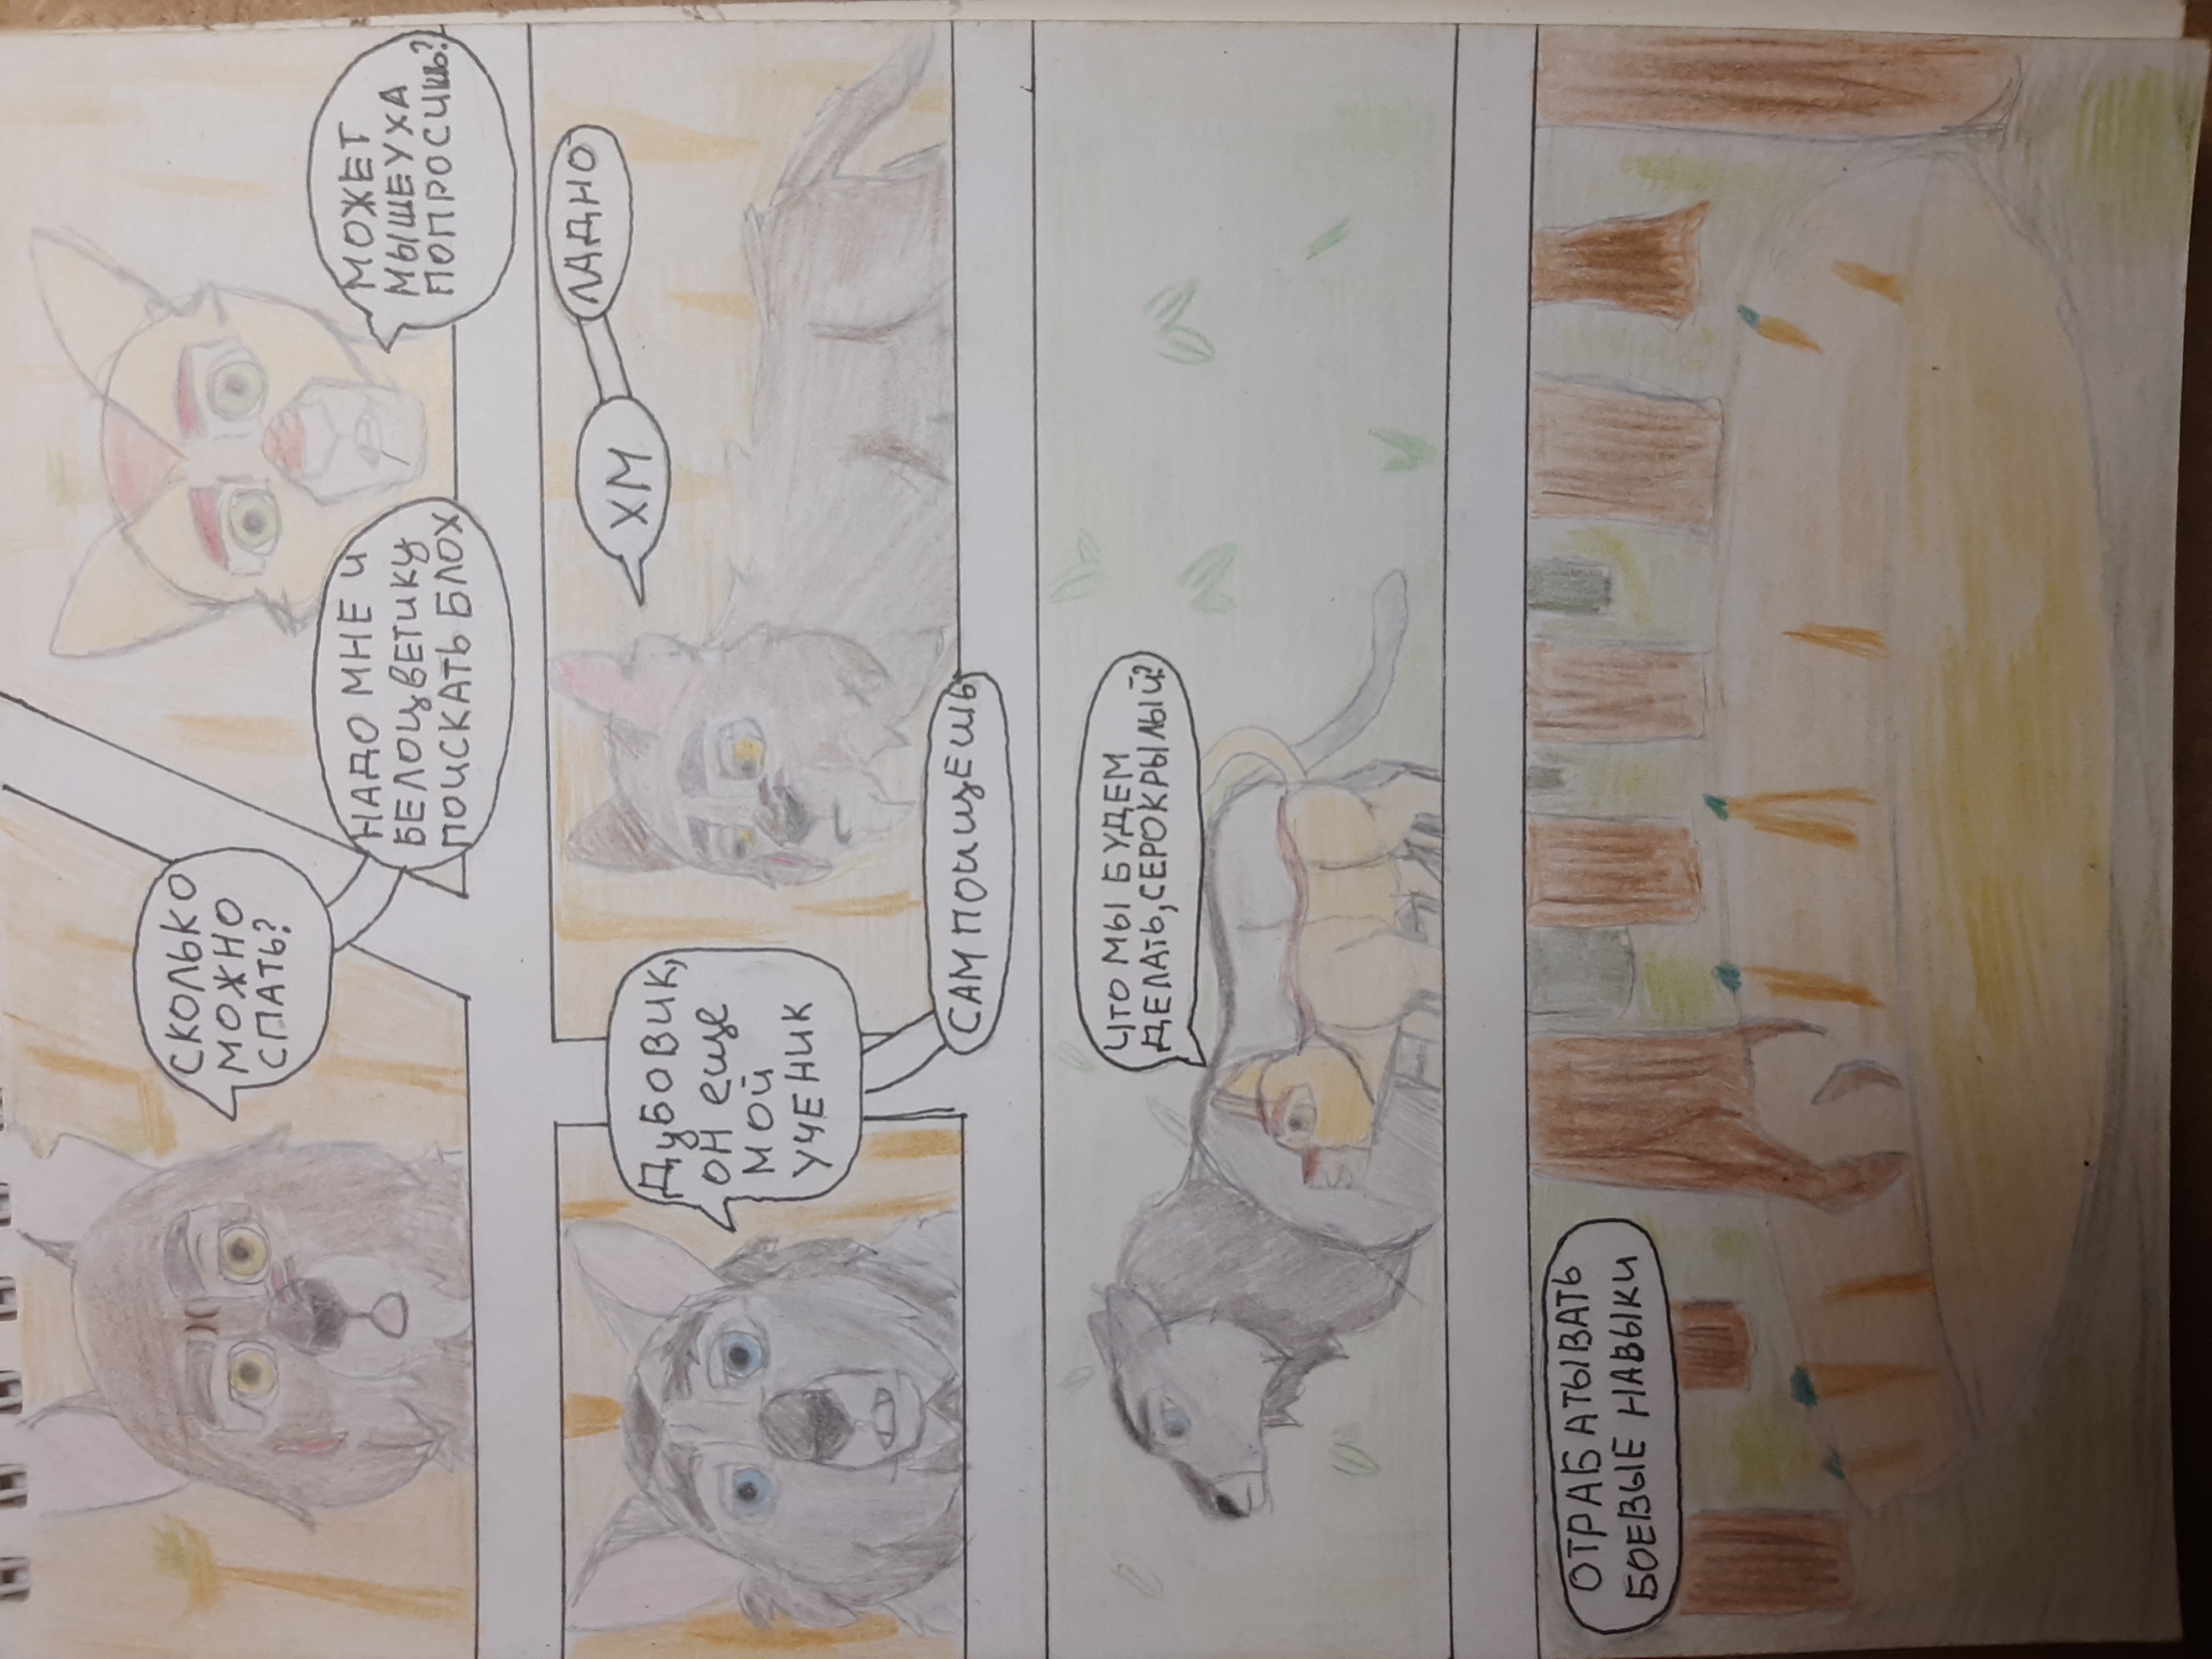 СКОЛЬКО
МОЖНО
СПАТЬ?
НАДО МНЕ И
БЕЛОЦВЕТИКУ
ПОИСКАТЬ БЛОХ
МОЖЕТ
МЫШЕУХА
ПОПРОСИШЬ?
ДУБОВИК,
ОН ЕЩЕ
МОЙ
УЧЕНИК
САМ ПОИЩЕШЬ
ХМ
ЛАДНО
ЧТО МЫ БУДЕМ
ДЕЛАТЬ, СЕРОКРЫЛЫЙ?
ОТРАБАТЫВАТЬ
БОЕВЫЕ НАВЫКИ